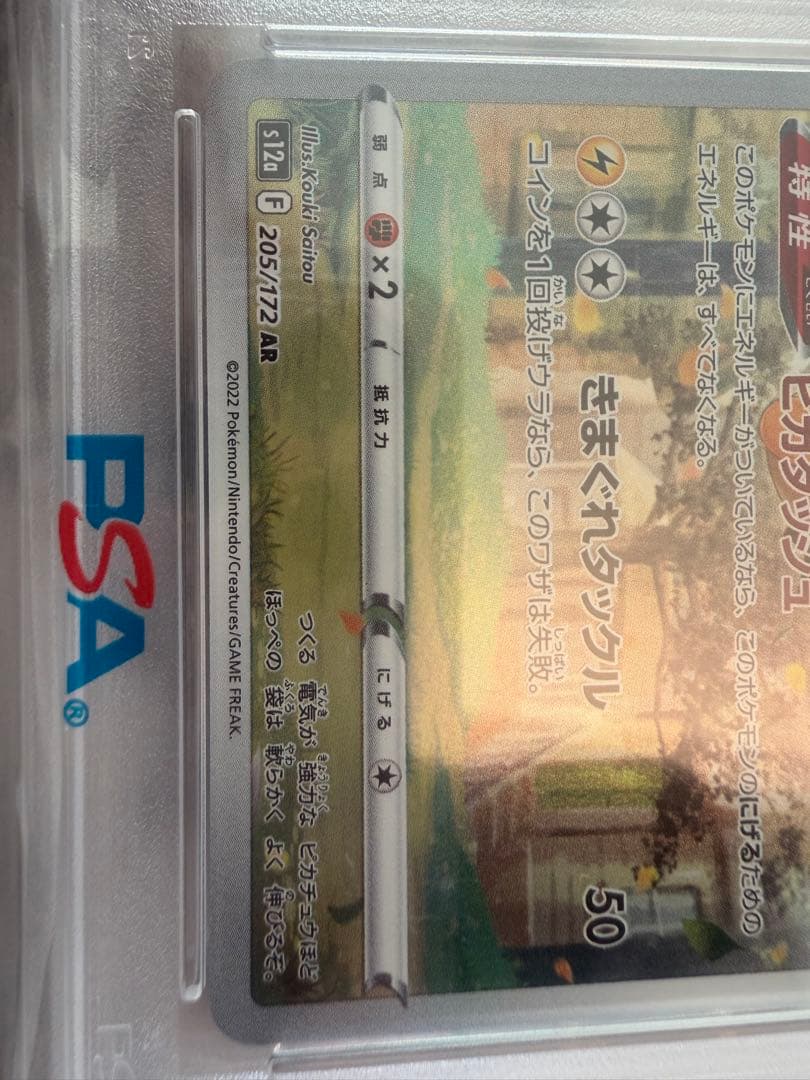 特性 ピカダッシュ
このポケモンにエネルギーがついているなら、このポケモンのにげるための
エネルギーは、すべてなくなる。
きまぐれタックル 50
コインを1回投げウラなら、このワザは失敗。
弱点 ×2 抵抗力 にげる
Illus. Kouki Saitou
s12a F 205/172 AR
©2022 Pokémon/Nintendo/Creatures/GAME FREAK.
つくる 電気が 強力な ピカチュウほど
ほっぺの 袋は 軟らかく よく 伸びるぞ。
PSA®